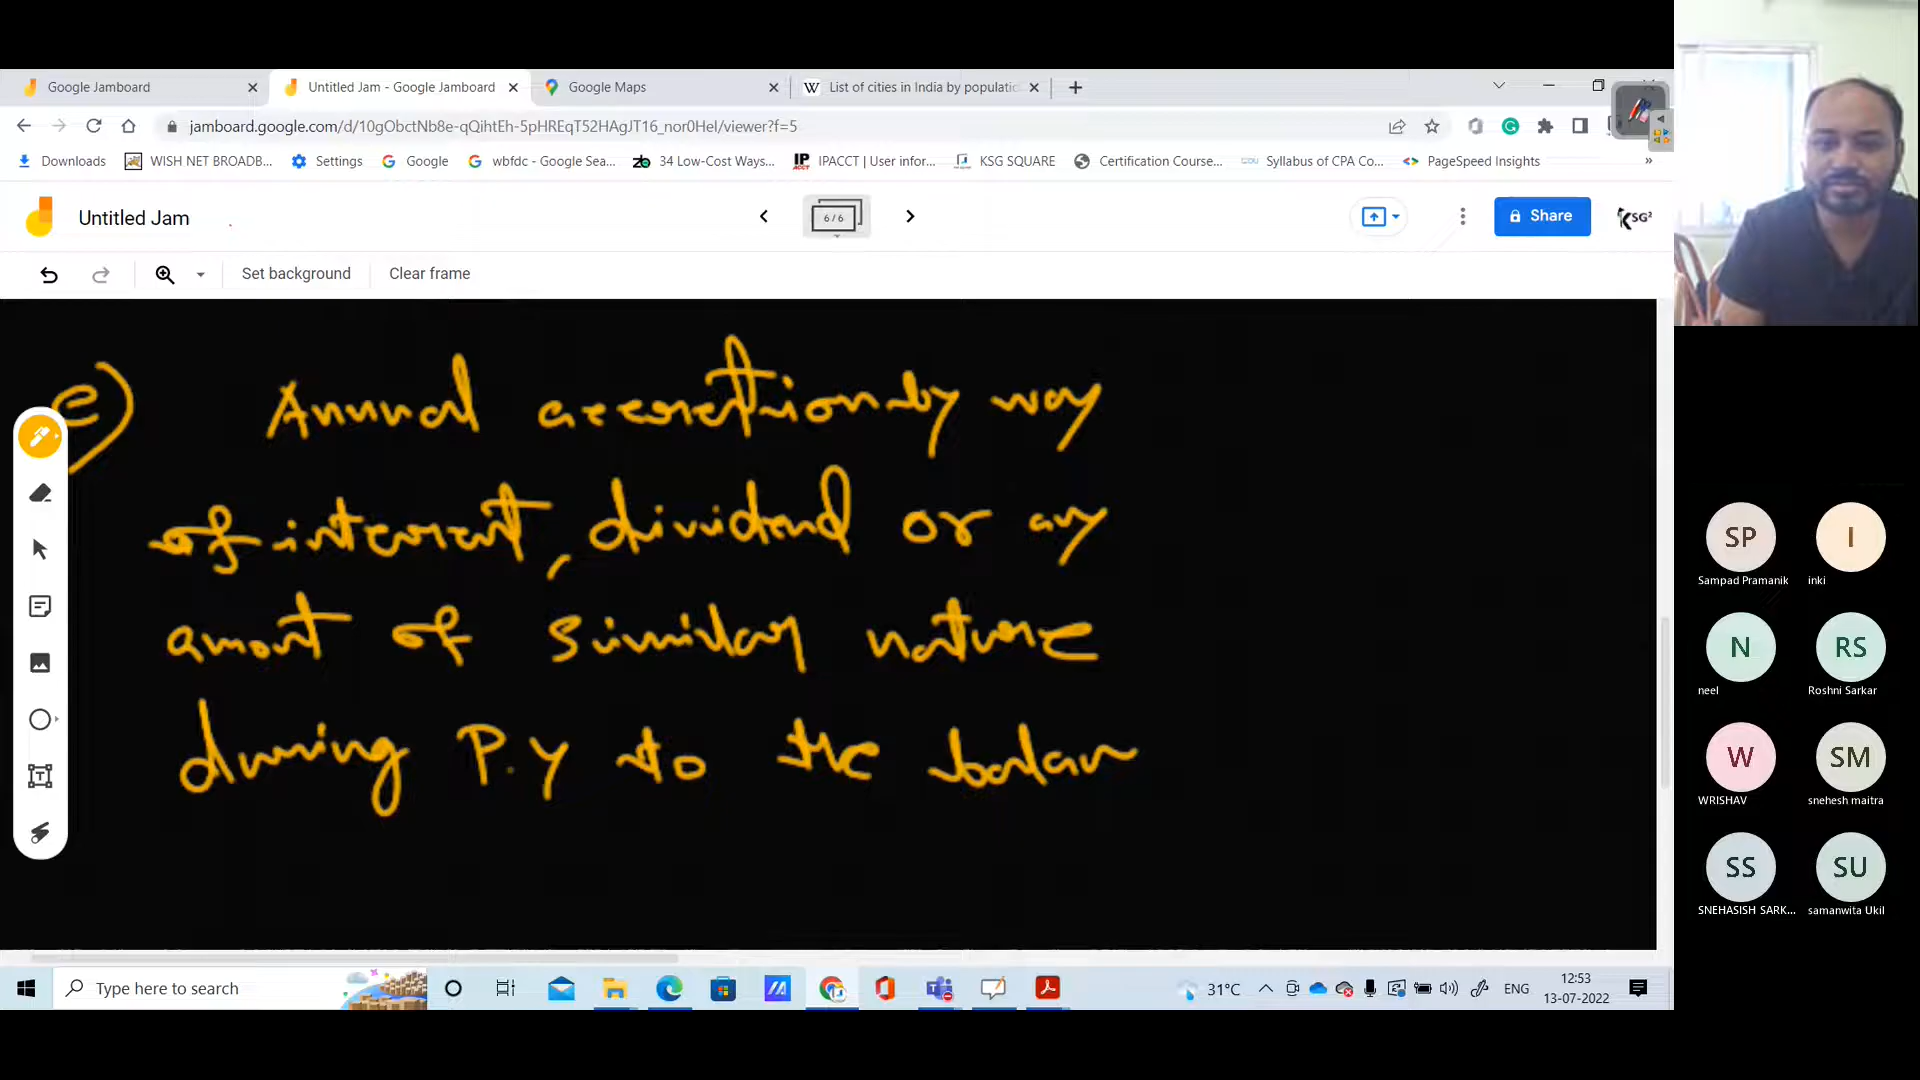 Google Jamboard
Untitled Jam - Google Jamboard
Google Maps
List of cities in India by populatio
jamboard.google.com/d/10gObctNb8e-qQihtEh-5pHREqT52HAgJT16_nor0HeI/viewer?f=5
Downloads
WISH NET BROADB...
Settings
Google
wbfdc - Google Sea...
34 Low-Cost Ways...
IPACCT | User infor...
KSG SQUARE
Certification Course...
Syllabus of CPA Co...
PageSpeed Insights
»
Untitled Jam
6 / 6
Share
KSG²
Set background
Clear frame
e) Annual accretion by way
of interest, dividend or any
amount of similar nature
during P.Y to the balan
SP
Sampad Pramanik
I
inki
N
neel
RS
Roshni Sarkar
W
WRISHAV
SM
snehesh maitra
SS
SNEHASISH SARK...
SU
samanwita Ukil
Type here to search
31°C
ENG
12:53
13-07-2022